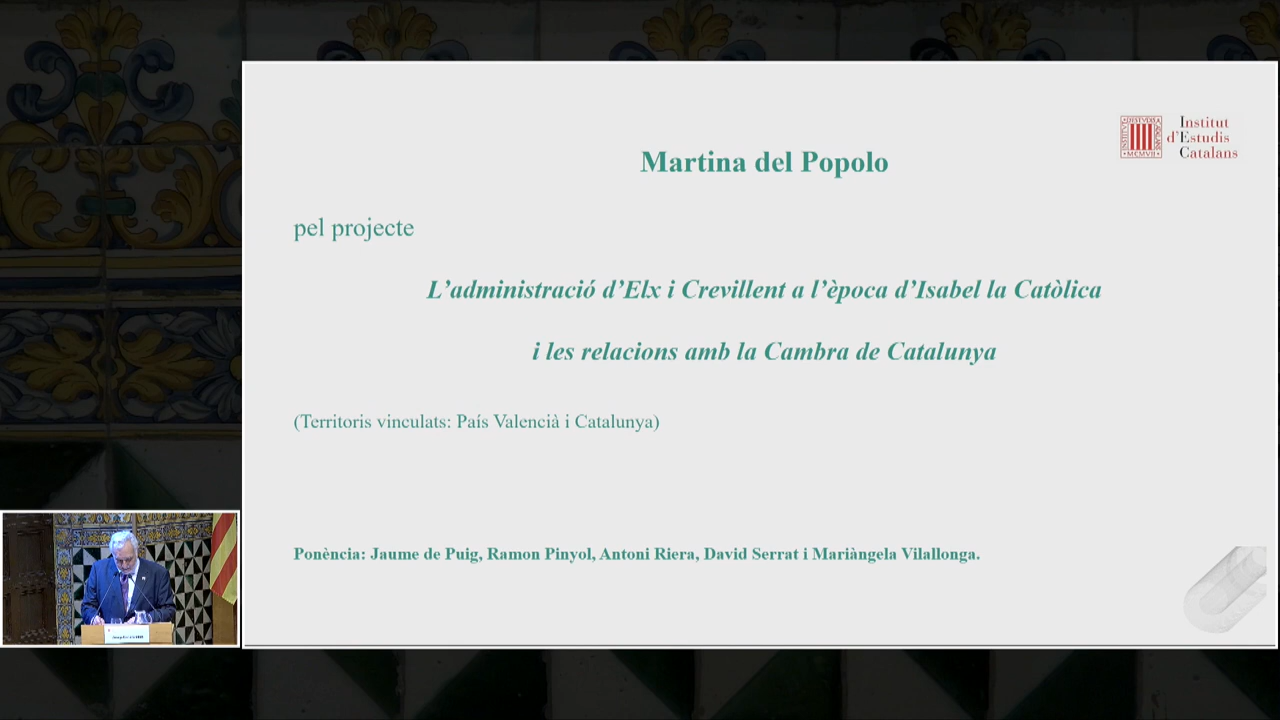 Martina del Popolo
Institut
d'Estudis
Catalans
MCMVII
pel projecte
L'administració d'Elx i Crevillent a l'època d'Isabel la Catòlica
i les relacions amb la Cambra de Catalunya
(Territoris vinculats: País Valencià i Catalunya)
Ponència: Jaume de Puig, Ramon Pinyol, Antoni Riera, David Serrat i Mariàngela Vilallonga.